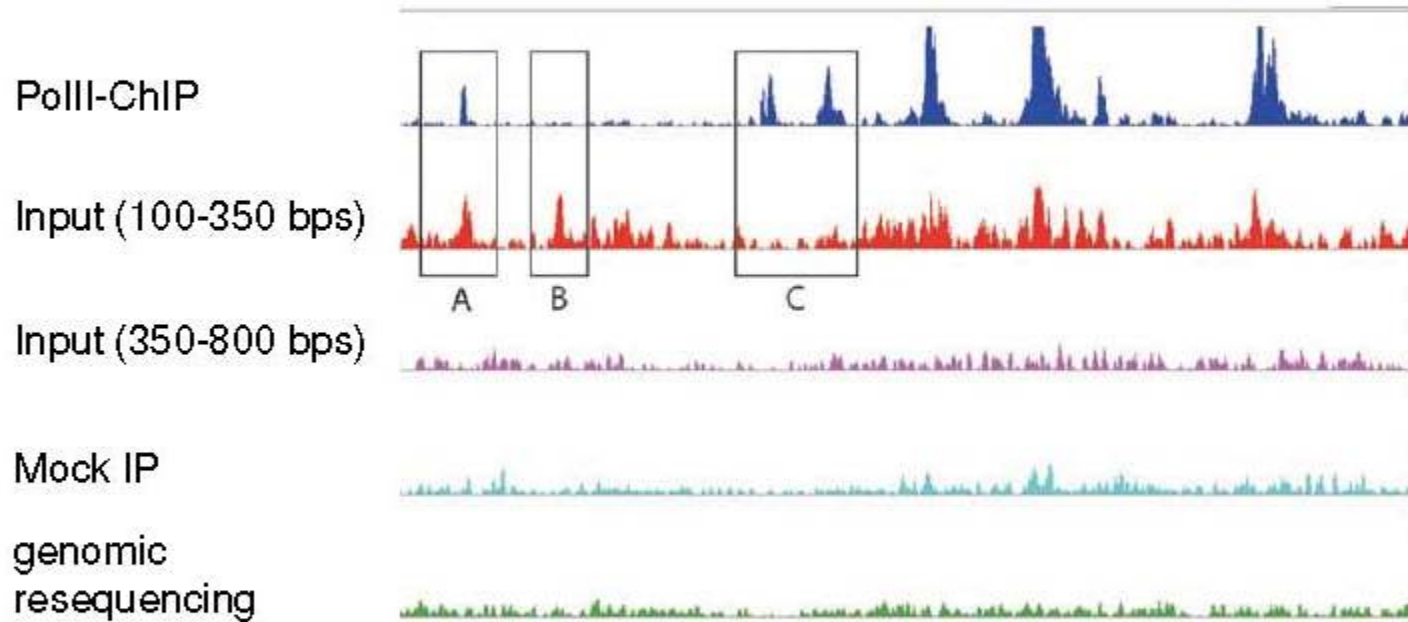 PolII-ChIP
Input (100-350 bps)
A B C
Input (350-800 bps)
Mock IP
genomic
resequencing